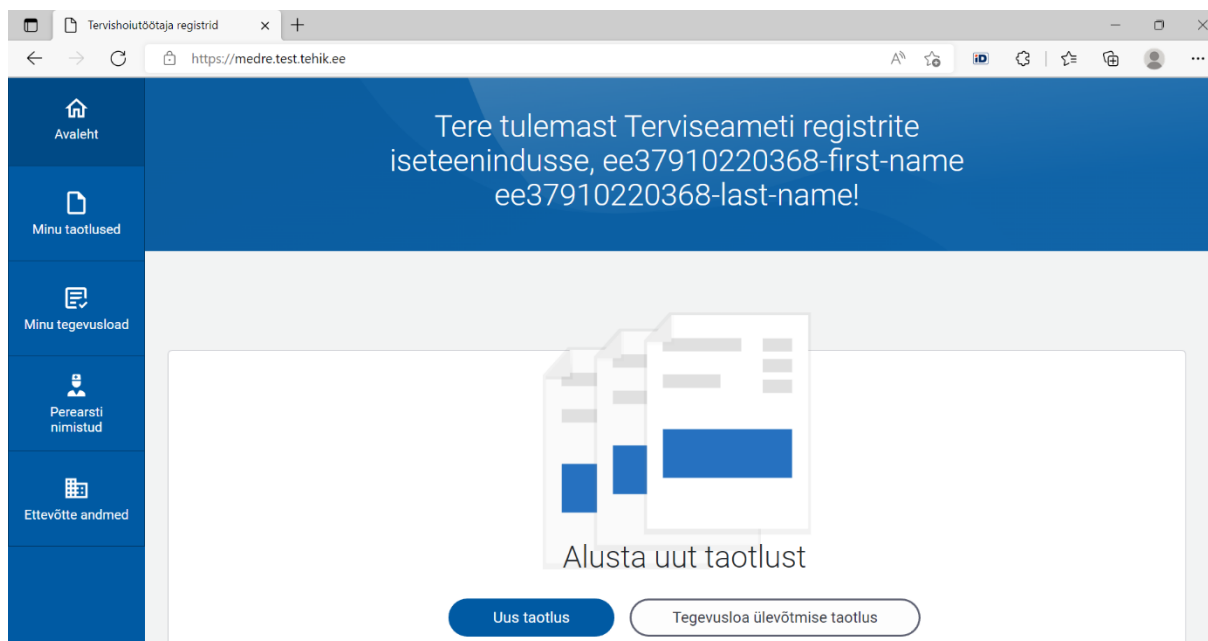 Tervishoiutöötaja registrid
https://medre.test.tehik.ee
Avaleht
Minu taotlused
Minu tegevusload
Perearsti
nimistud
Ettevõtte andmed
Tere tulemast Terviseameti registrite
iseteenindusse, ee37910220368-first-name
ee37910220368-last-name!
Alusta uut taotlust
Uus taotlus
Tegevusloa ülevõtmise taotlus